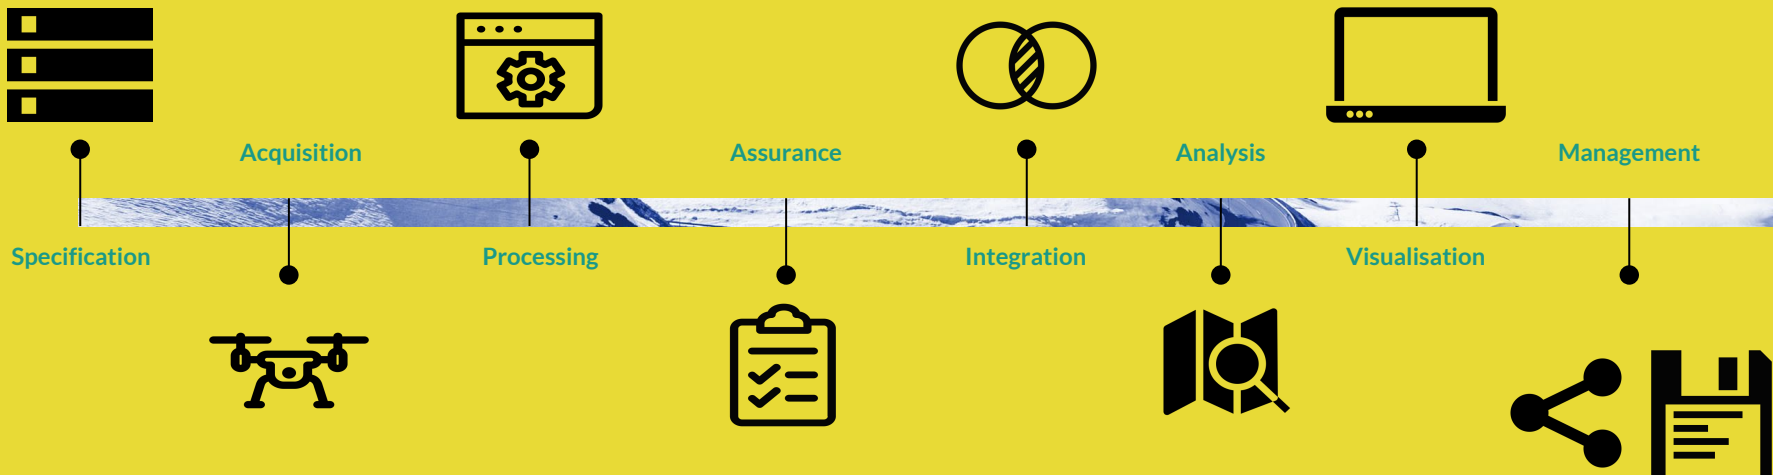 Acquisition
Assurance
Analysis
Management
Specification
Processing
Integration
Visualisation